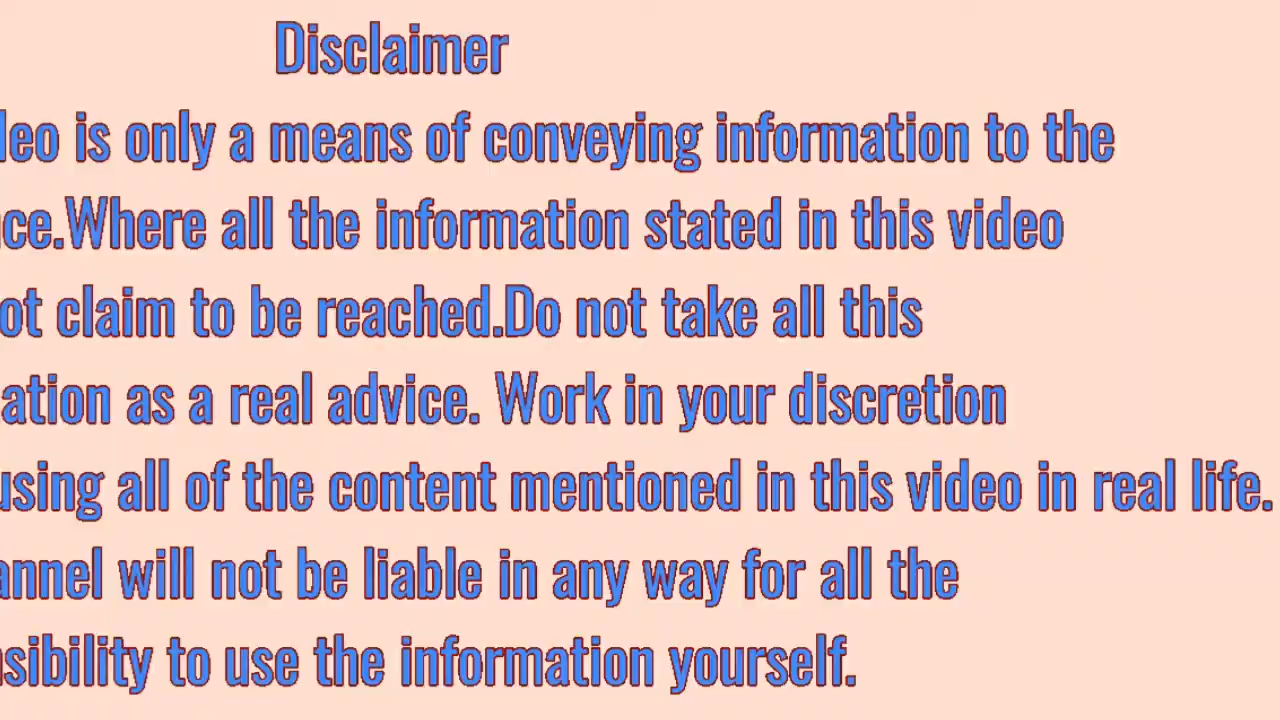 Disclaimer
leo is only a means of conveying information to the
ce.Where all the information stated in this video
ot claim to be reached.Do not take all this
ation as a real advice. Work in your discretion
using all of the content mentioned in this video in real life.
annel will not be liable in any way for all the
sibility to use the information yourself.